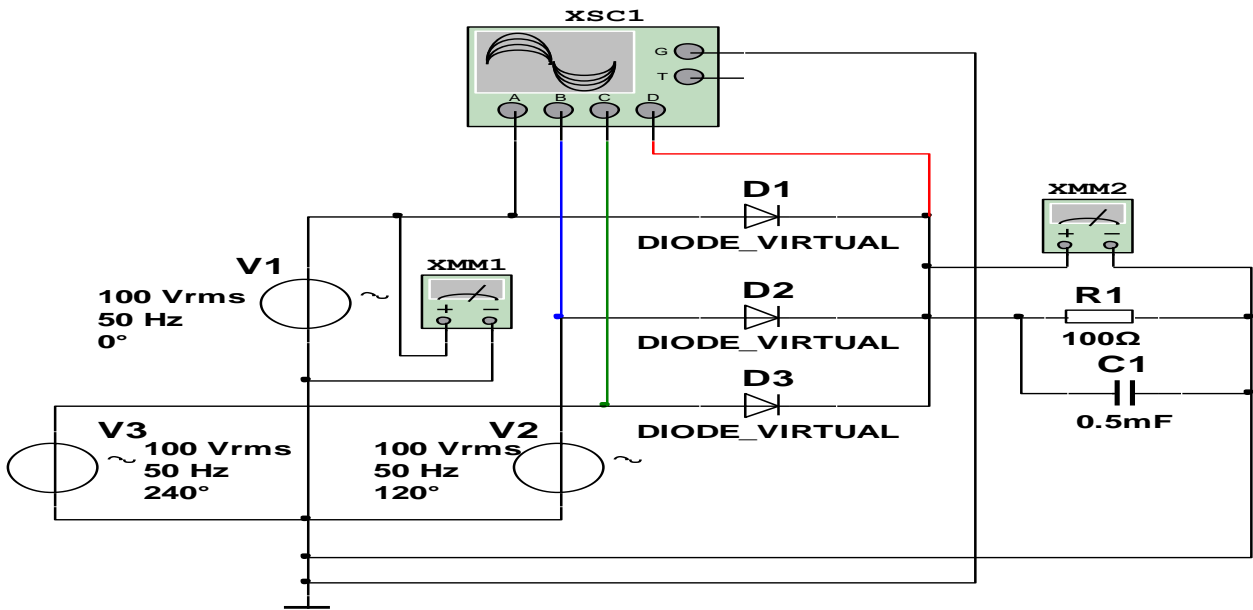 XSC1
G
T
A B C D
D1
DIODE_VIRTUAL
XMM2
+ −
V1
100 Vrms
50 Hz
0°
XMM1
+ −
D2
DIODE_VIRTUAL
R1
100Ω
C1
0.5mF
D3
DIODE_VIRTUAL
V3
100 Vrms
50 Hz
240°
V2
100 Vrms
50 Hz
120°